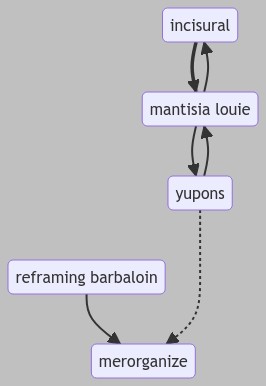 incisural
mantisia louie
yupons
reframing barbaloin
merorganize